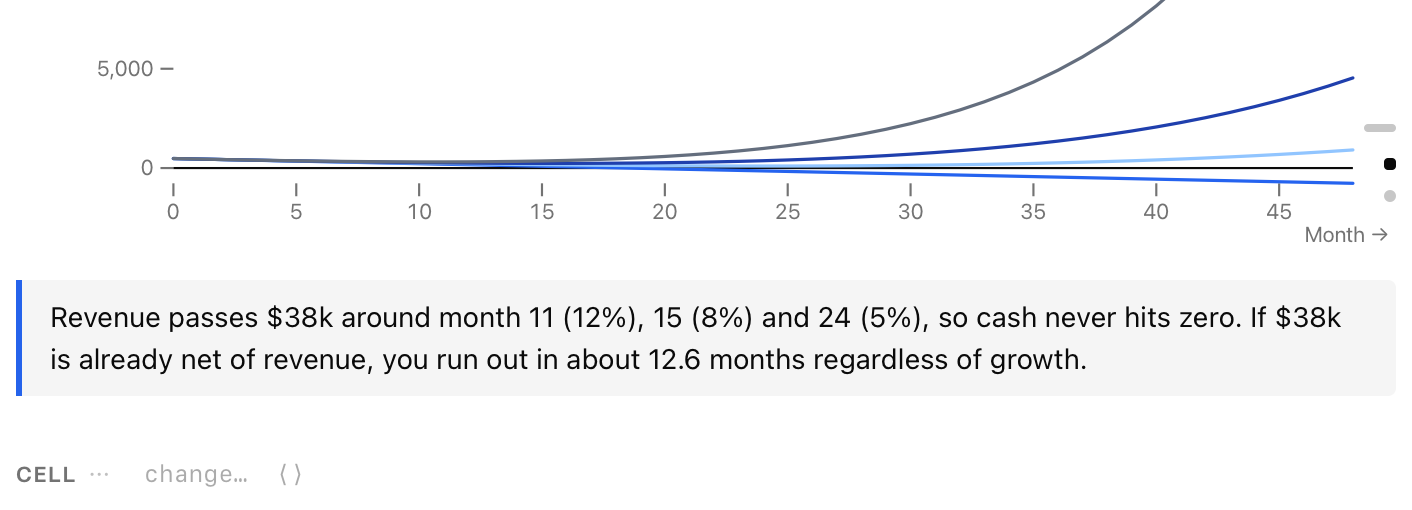 5,000
0
0 5 10 15 20 25 30 35 40 45
Month →
Revenue passes $38k around month 11 (12%), 15 (8%) and 24 (5%), so cash never hits zero. If $38k
is already net of revenue, you run out in about 12.6 months regardless of growth.
CELL ··· change… ⟨ ⟩